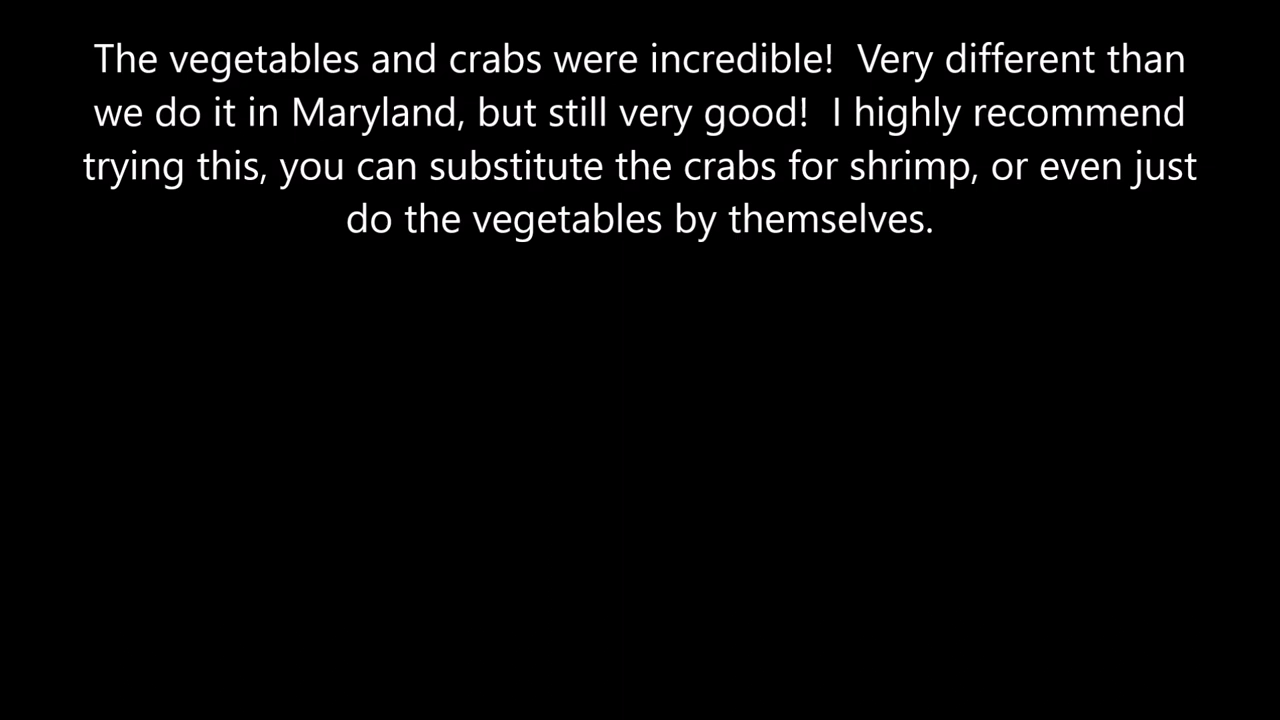 The vegetables and crabs were incredible!  Very different than
we do it in Maryland, but still very good!  I highly recommend
trying this, you can substitute the crabs for shrimp, or even just
do the vegetables by themselves.